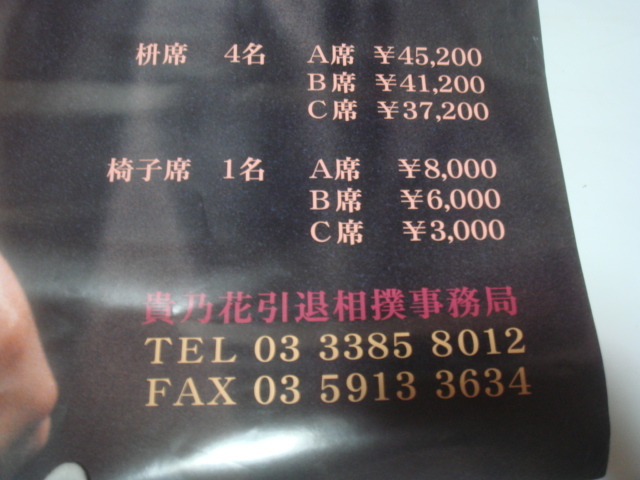 枡席 4名 A席 ￥45,200
B席 ￥41,200
C席 ￥37,200
椅子席 1名 A席 ￥8,000
B席 ￥6,000
C席 ￥3,000
貴乃花引退相撲事務局
TEL 03 3385 8012
FAX 03 5913 3634